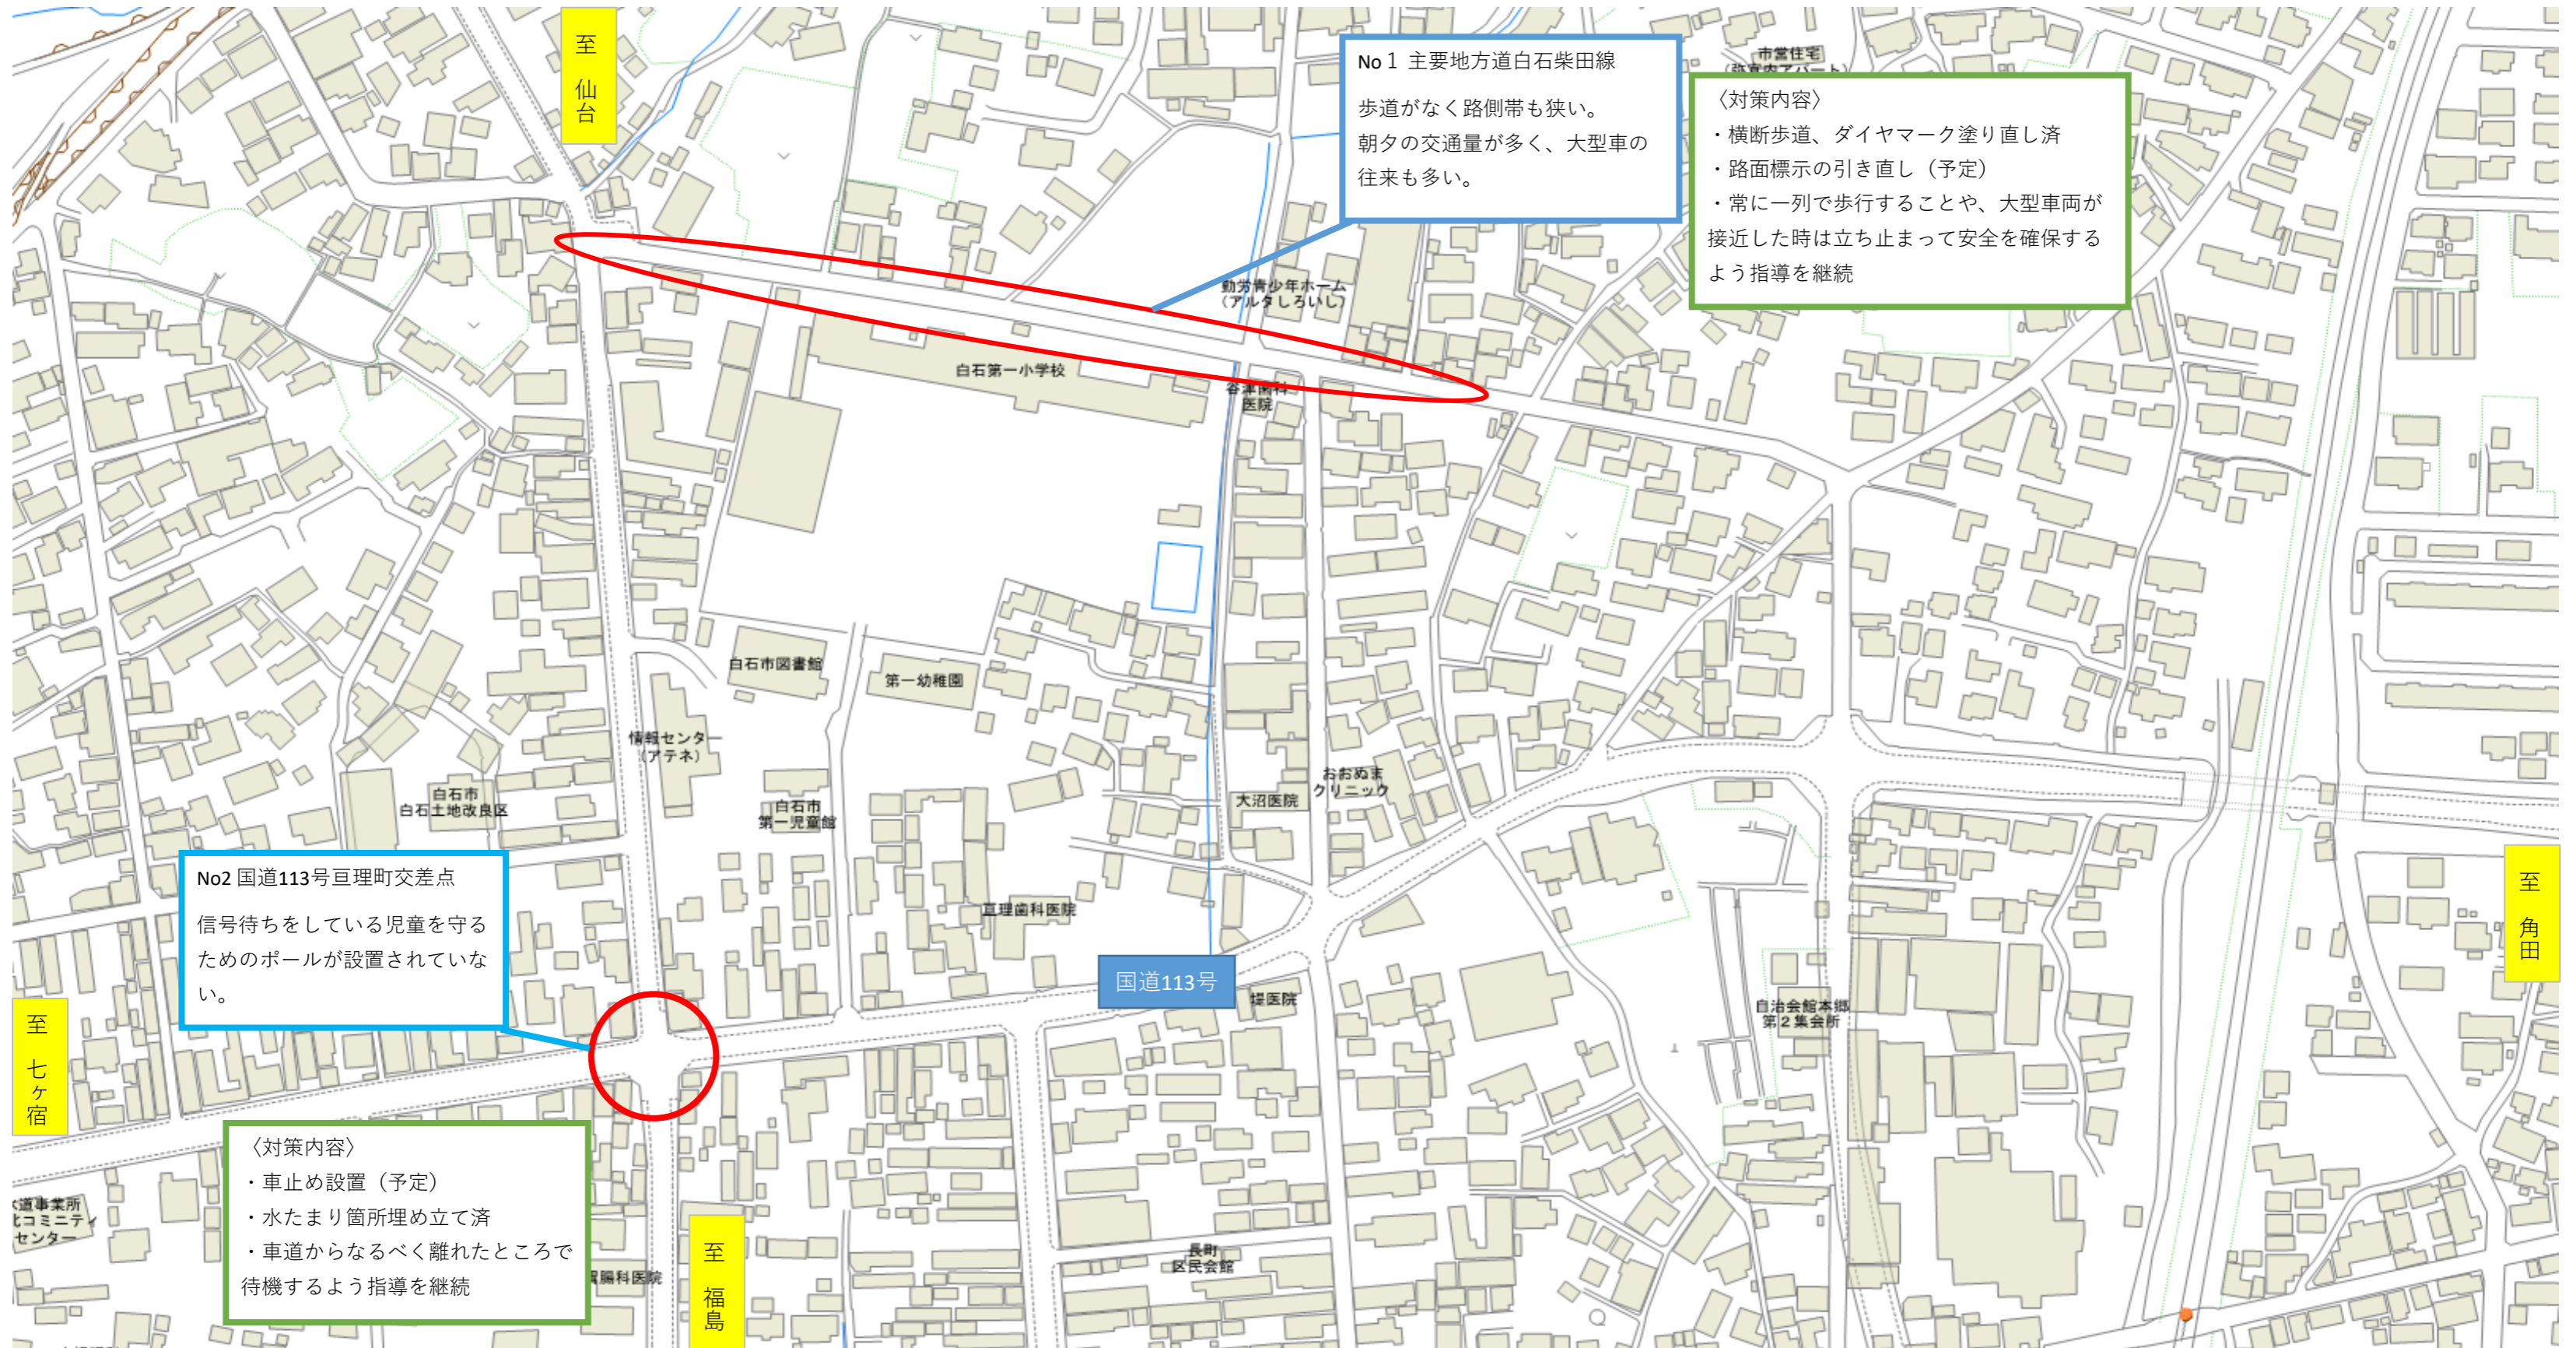 至 仙台
No１ 主要地方道白石柴田線
歩道がなく路側帯も狭い。
朝夕の交通量が多く、大型車の
往来も多い。
市営住宅
〈対策内容〉
・横断歩道、ダイヤマーク塗り直し済
・路面標示の引き直し（予定）
・常に一列で歩行することや、大型車両が
接近した時は立ち止まって安全を確保する
よう指導を継続
勤労青少年ホーム
（アルタしろいし）
白石第一小学校
谷津歯科
医院
白石市図書館
第一幼稚園
情報センター
（アテネ）
白石市
白石土地改良区
白石市
第一児童館
大沼医院
おおぬま
クリニック
亘理歯科医院
No2 国道113号亘理町交差点
信号待ちをしている児童を守る
ためのポールが設置されていな
い。
至 角田
国道113号
堤医院
自治会館本郷
第２集会所
至 七ヶ宿
〈対策内容〉
・車止め設置（予定）
・水たまり箇所埋め立て済
・車道からなるべく離れたところで
待機するよう指導を継続
道事業所
コミニティ
センター
胃腸科医院
至 福島
長町
区民会館